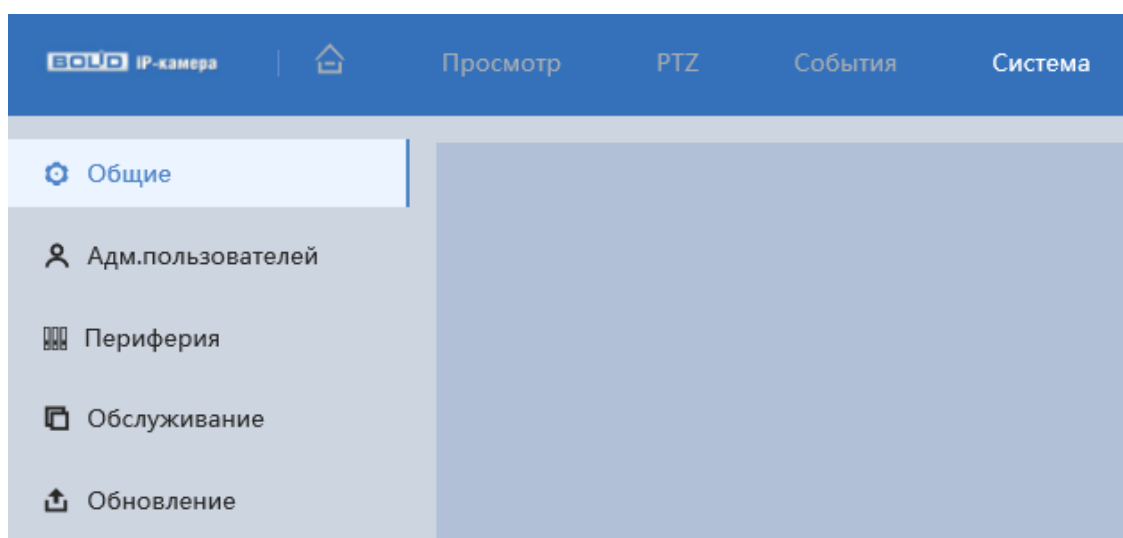 BOLID IP-камера
Просмотр
PTZ
События
Система
Общие
Адм.пользователей
Периферия
Обслуживание
Обновление